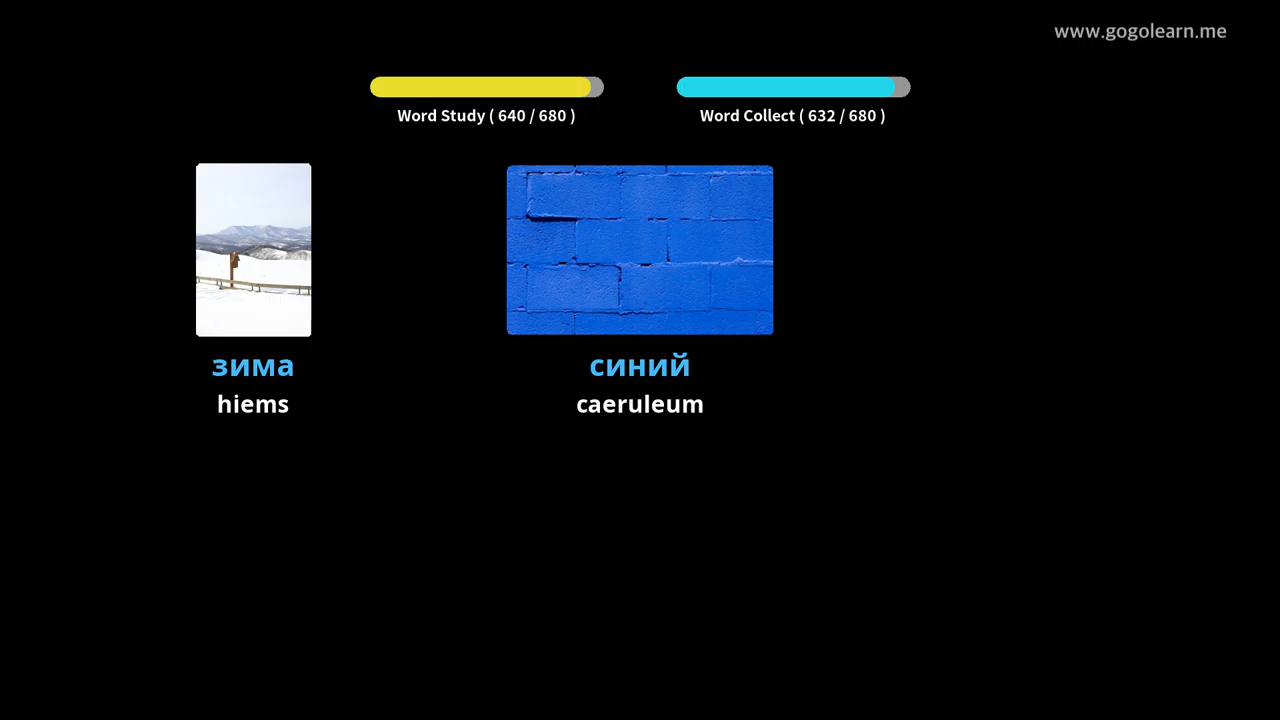 www.gogolearn.me
Word Study ( 640 / 680 )
Word Collect ( 632 / 680 )
зима
hiems
синий
caeruleum